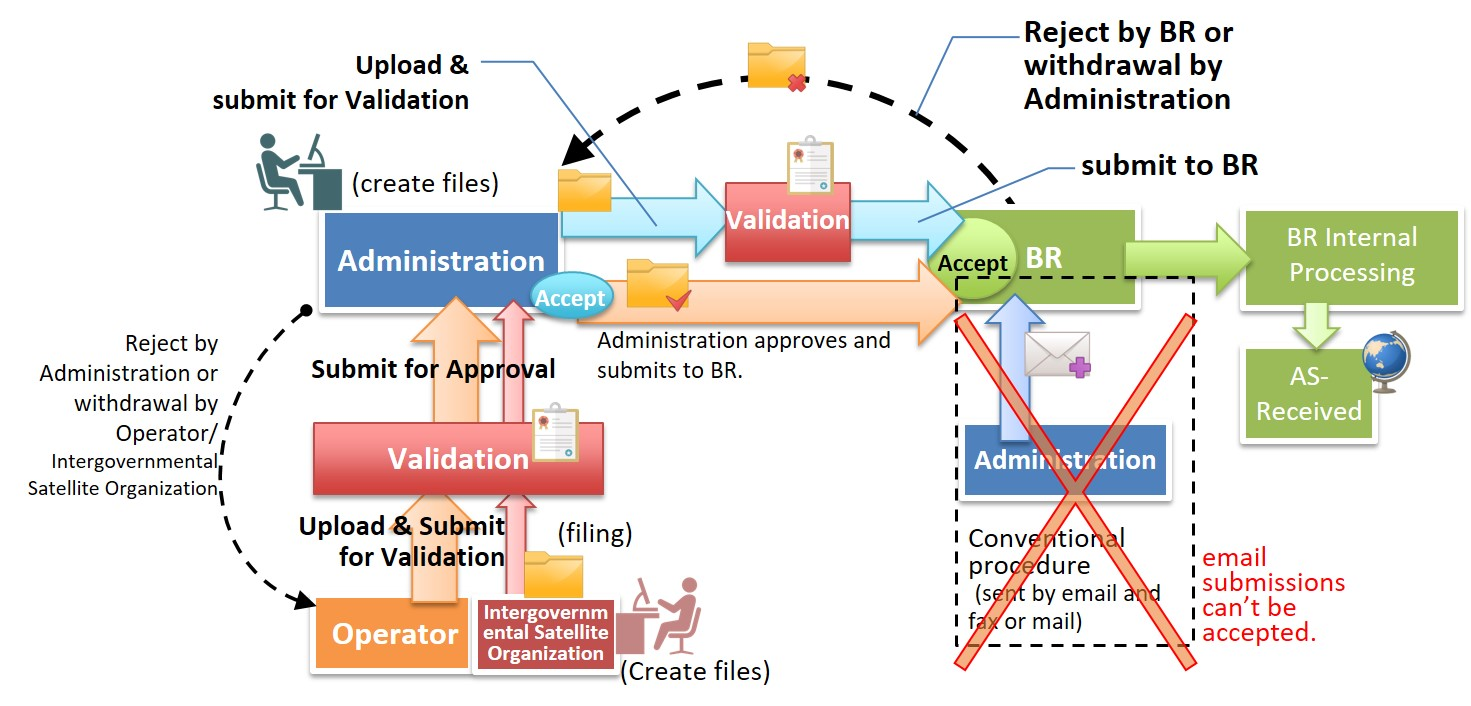 Upload &
submit for Validation
Reject by BR or
withdrawal by
Administration
(create files)
submit to BR
Validation
Administration
Accept
Accept
BR
BR Internal
Processing
Administration approves and
submits to BR.
AS-
Received
Reject by
Administration or
withdrawal by
Operator/
Intergovernmental
Satellite Organization
Submit for Approval
Validation
Upload & Submit
for Validation
(filing)
Operator
Intergovernm
ental Satellite
Organization
(Create files)
Administration
Conventional
procedure
(sent by email and
fax or mail)
email
submissions
can't be
accepted.